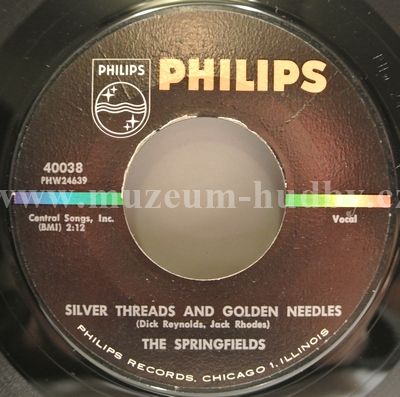 PHILIPS
PHILIPS
40038
PHW24639
www.muzeum-hudby.cz
Central Songs, Inc.
(BMI) 2:12
Vocal
SILVER THREADS AND GOLDEN NEEDLES
(Dick Reynolds, Jack Rhodes)
THE SPRINGFIELDS
PHILIPS RECORDS, CHICAGO 1, ILLINOIS